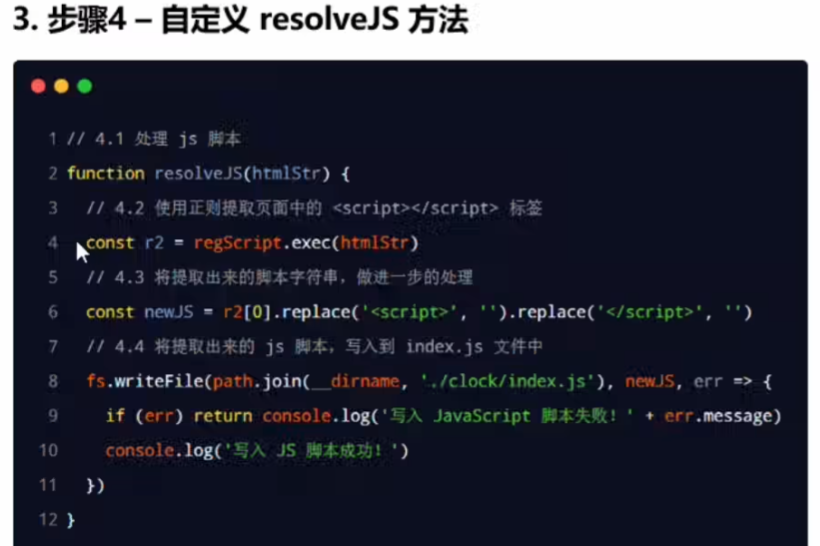 3. 步骤4 – 自定义 resolveJS 方法
1 // 4.1 处理 js 脚本
2 function resolveJS(htmlStr) {
3 // 4.2 使用正则提取页面中的 <script></script> 标签
4 const r2 = regScript.exec(htmlStr)
5 // 4.3 将提取出来的脚本字符串，做进一步的处理
6 const newJS = r2[0].replace('<script>', '').replace('</script>', '')
7 // 4.4 将提取出来的 js 脚本，写入到 index.js 文件中
8 fs.writeFile(path.join(__dirname, './clock/index.js'), newJS, err => {
9 if (err) return console.log('写入 JavaScript 脚本失败！' + err.message)
10 console.log('写入 JS 脚本成功！')
11 })
12 }